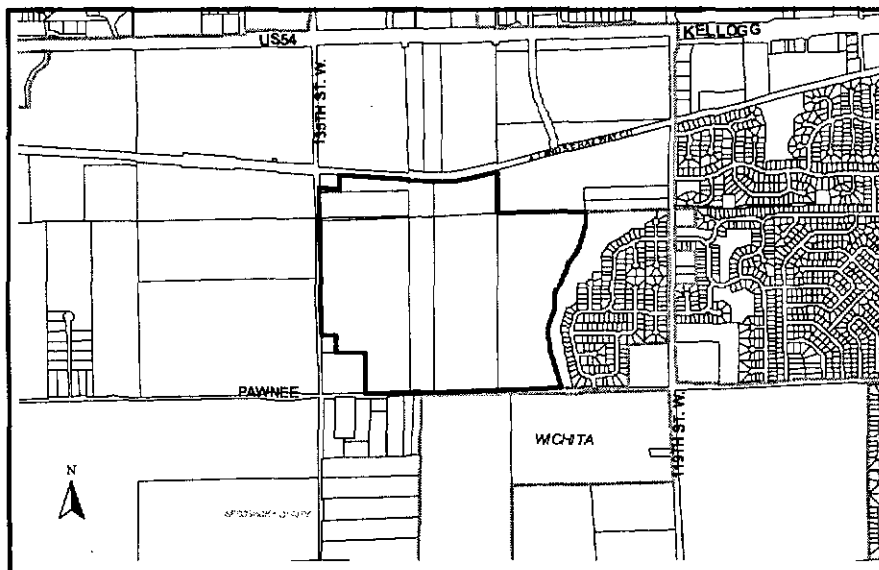 US54
KELLOGG
135TH ST. W.
PAWNEE
119TH ST. W.
WICHITA
N